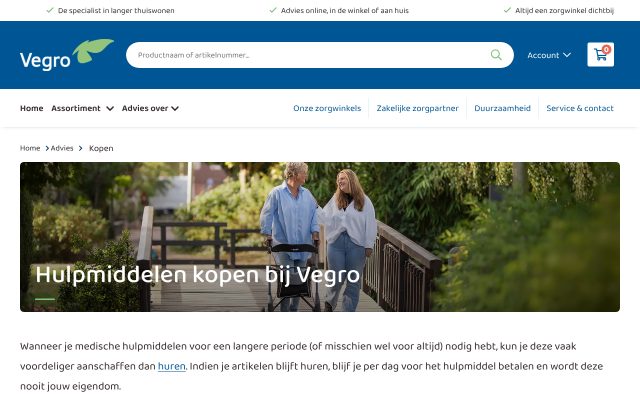 De specialist in langer thuiswonen
Advies online, in de winkel of aan huis
Altijd een zorgwinkel dichtbij
Vegro
Productnaam of artikelnummer...
Account
0
Home
Assortiment
Advies over
Onze zorgwinkels
Zakelijke zorgpartner
Duurzaamheid
Service & contact
Home > Advies > Kopen
Hulpmiddelen kopen bij Vegro
Wanneer je medische hulpmiddelen voor een langere periode (of misschien wel voor altijd) nodig hebt, kun je deze vaak
voordeliger aanschaffen dan huren. Indien je artikelen blijft huren, blijf je per dag voor het hulpmiddel betalen en wordt deze
nooit jouw eigendom.